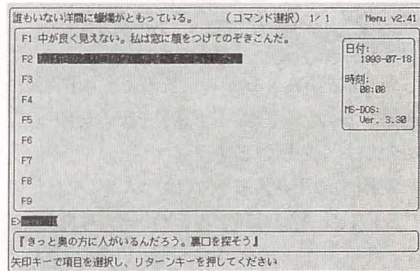 誰もいない洋間に蠟燭がともっている。 (コマンド選択) 1/ 1 Menu v2.41
F1 中が良く見えない。私は窓に顔をつけてのぞきこんだ。
F2
F3
F4
F5
F6
F7
F8
F9
日付:
1993-07-18
時刻:
08:08
MS-DOS:
Ver. 3.30
E>
『きっと奥の方に人がいるんだろう。裏口を探そう』
矢印キーで項目を選択し、リターンキーを押してください